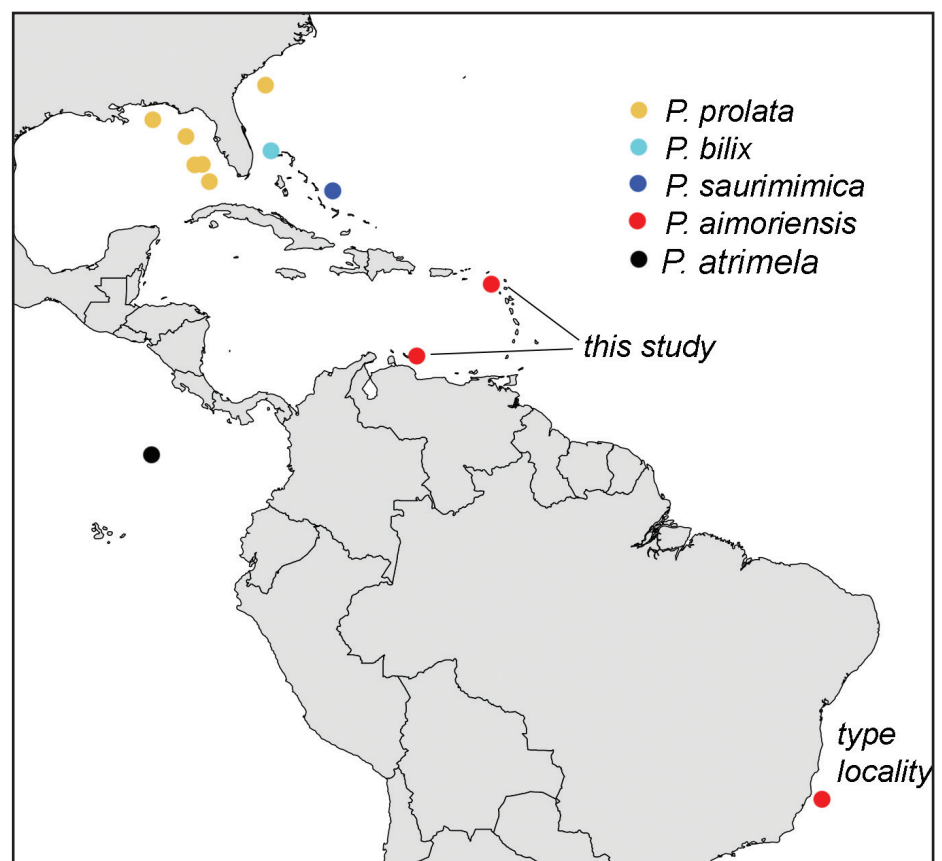 P. prolata
P. bilix
P. saurimimica
P. aimoriensis
P. atrimela
this study
type
locality